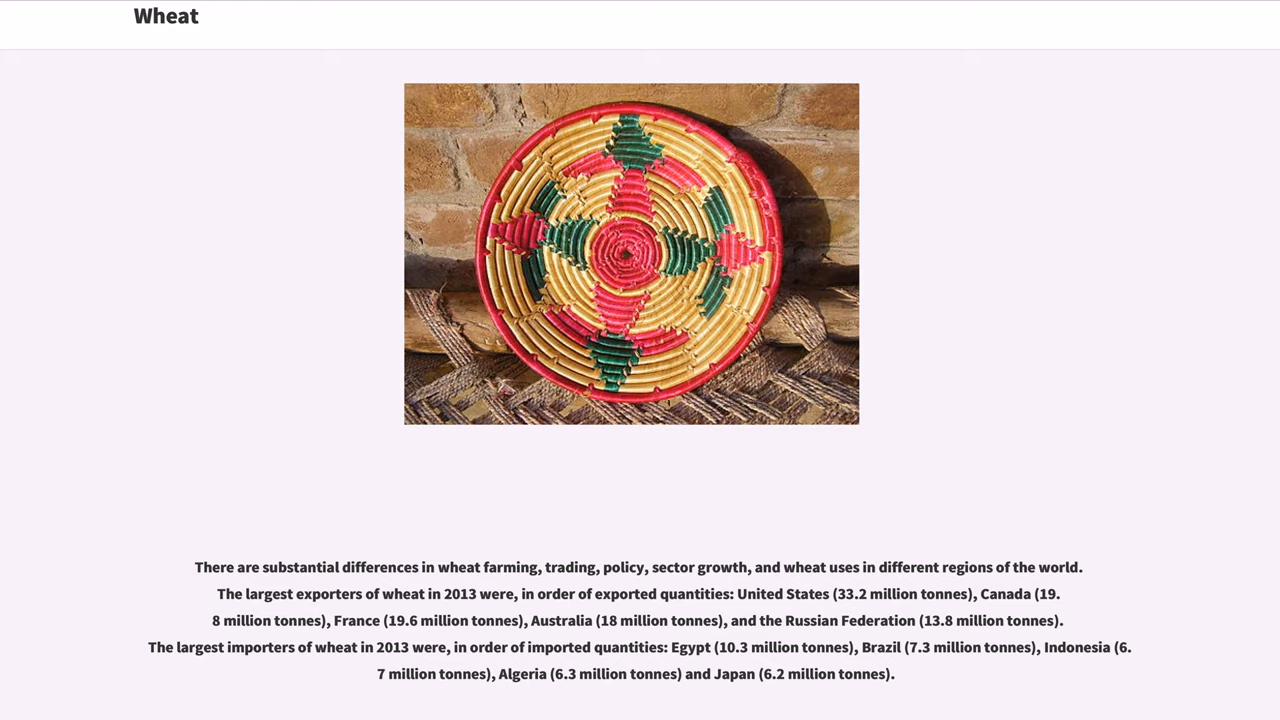 Wheat
There are substantial differences in wheat farming, trading, policy, sector growth, and wheat uses in different regions of the world.
The largest exporters of wheat in 2013 were, in order of exported quantities: United States (33.2 million tonnes), Canada (19.
8 million tonnes), France (19.6 million tonnes), Australia (18 million tonnes), and the Russian Federation (13.8 million tonnes).
The largest importers of wheat in 2013 were, in order of imported quantities: Egypt (10.3 million tonnes), Brazil (7.3 million tonnes), Indonesia (6.
7 million tonnes), Algeria (6.3 million tonnes) and Japan (6.2 million tonnes).